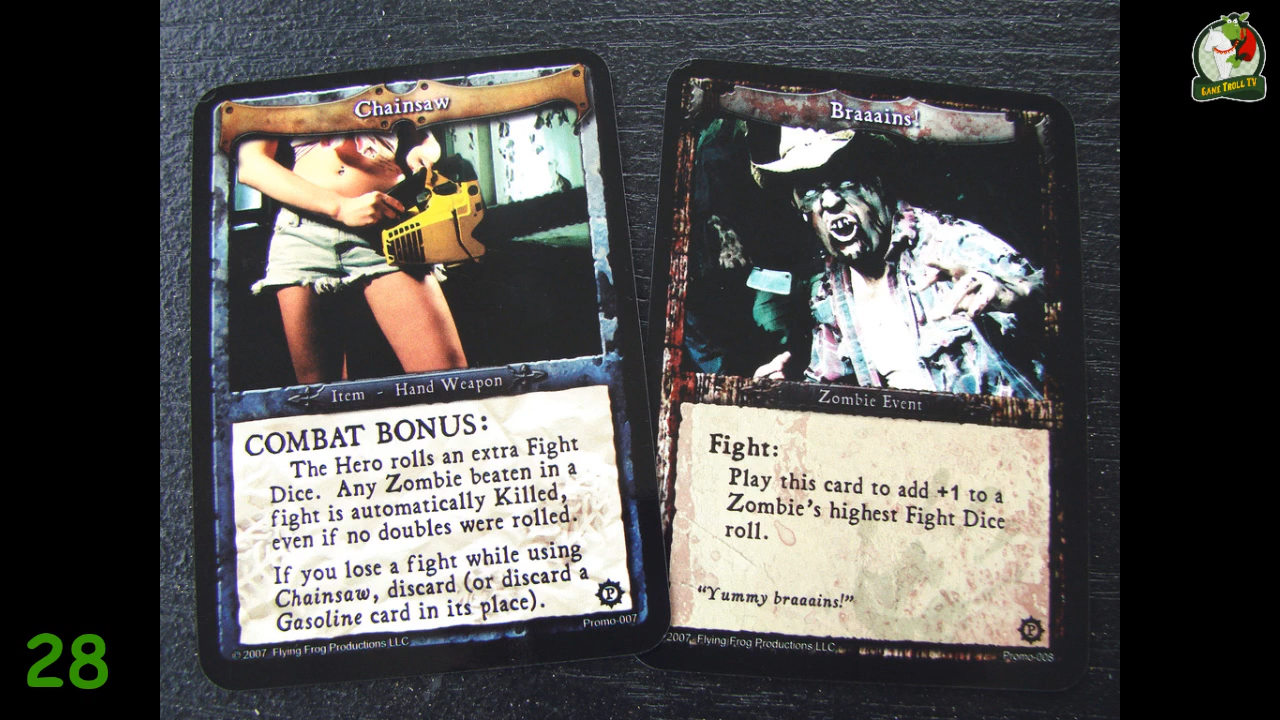 GAME TROLL TV
Chainsaw
Item - Hand Weapon
COMBAT BONUS:
The Hero rolls an extra Fight
Dice. Any Zombie beaten in a
fight is automatically Killed,
even if no doubles were rolled.
If you lose a fight while using
Chainsaw, discard (or discard a
Gasoline card in its place).
P
Promo-007
© 2007 Flying Frog Productions LLC
Braaains!
Zombie Event
Fight:
Play this card to add +1 to a
Zombie's highest Fight Dice
roll.
"Yummy braaains!"
P
2007 Flying Frog Productions LLC
Promo-008
28